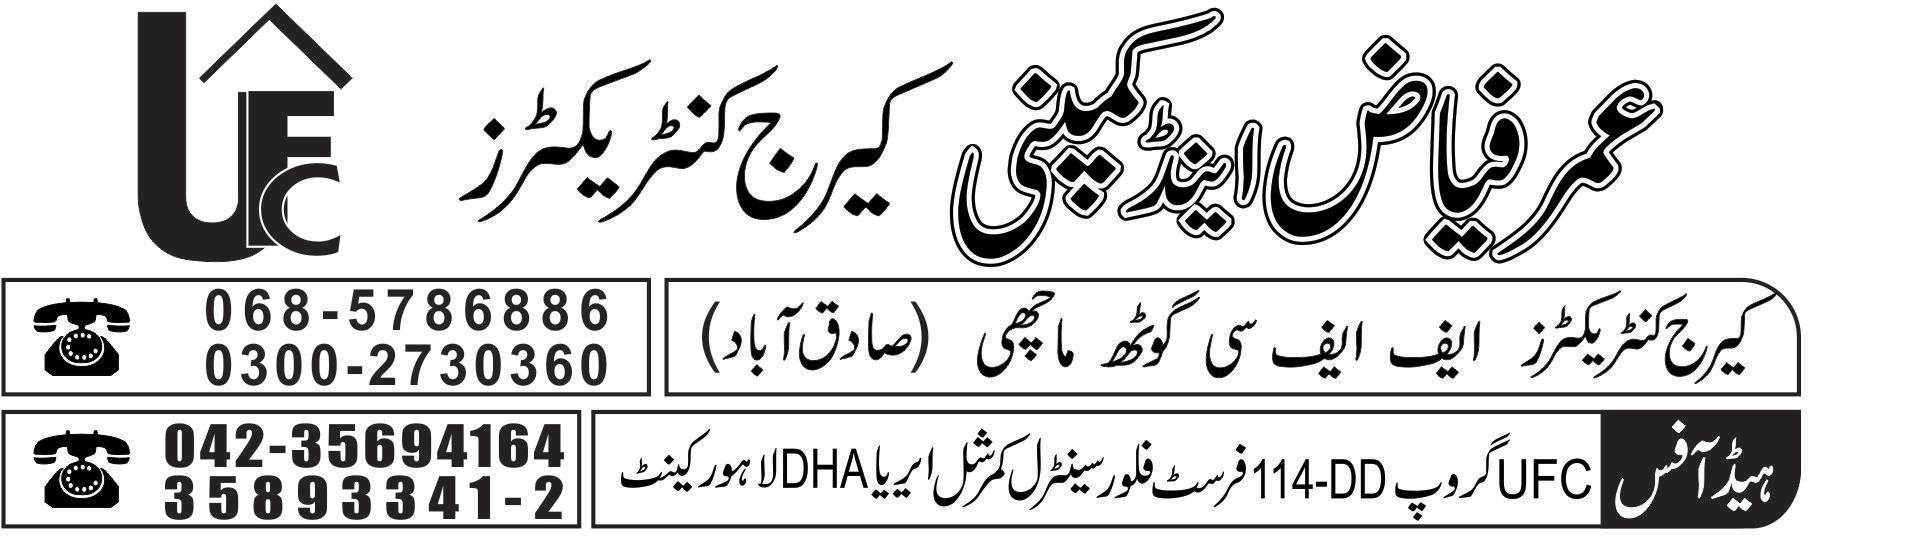 UFC
عمر فیاض اینڈ کمپنی کیرج کنٹریکٹرز
کیرج کنٹریکٹرز ایف ایف سی گوٹھ ماچھی (صادق آباد)
068-5786886
0300-2730360
ہیڈ آفس
UFC گروپ 114-DD فرسٹ فلور سینٹرل کمرشل ایریا DHA لاہور کینٹ
042-35694164
35893341-2